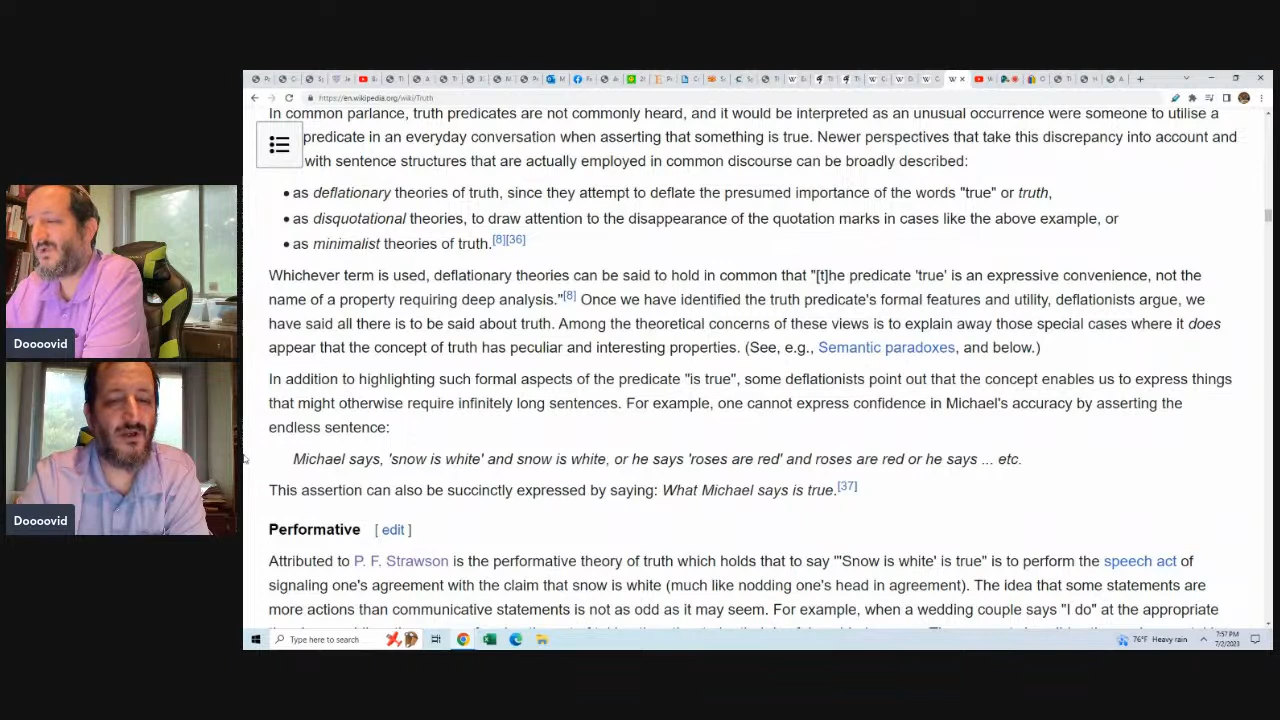 https://en.wikipedia.org/wiki/Truth
In common parlance, truth predicates are not commonly heard, and it would be interpreted as an unusual occurrence were someone to utilise a
predicate in an everyday conversation when asserting that something is true. Newer perspectives that take this discrepancy into account and
with sentence structures that are actually employed in common discourse can be broadly described:
• as deflationary theories of truth, since they attempt to deflate the presumed importance of the words "true" or truth,
• as disquotational theories, to draw attention to the disappearance of the quotation marks in cases like the above example, or
• as minimalist theories of truth.[8][36]
Whichever term is used, deflationary theories can be said to hold in common that "[t]he predicate 'true' is an expressive convenience, not the
name of a property requiring deep analysis."[8] Once we have identified the truth predicate's formal features and utility, deflationists argue, we
have said all there is to be said about truth. Among the theoretical concerns of these views is to explain away those special cases where it does
appear that the concept of truth has peculiar and interesting properties. (See, e.g., Semantic paradoxes, and below.)
In addition to highlighting such formal aspects of the predicate "is true", some deflationists point out that the concept enables us to express things
that might otherwise require infinitely long sentences. For example, one cannot express confidence in Michael's accuracy by asserting the
endless sentence:
Michael says, 'snow is white' and snow is white, or he says 'roses are red' and roses are red or he says ... etc.
This assertion can also be succinctly expressed by saying: What Michael says is true.[37]
Performative [ edit ]
Attributed to P. F. Strawson is the performative theory of truth which holds that to say "'Snow is white' is true" is to perform the speech act of
signaling one's agreement with the claim that snow is white (much like nodding one's head in agreement). The idea that some statements are
more actions than communicative statements is not as odd as it may seem. For example, when a wedding couple says "I do" at the appropriate
Doooovid
Doooovid
Type here to search
76°F Heavy rain
7:57 PM
7/2/2023